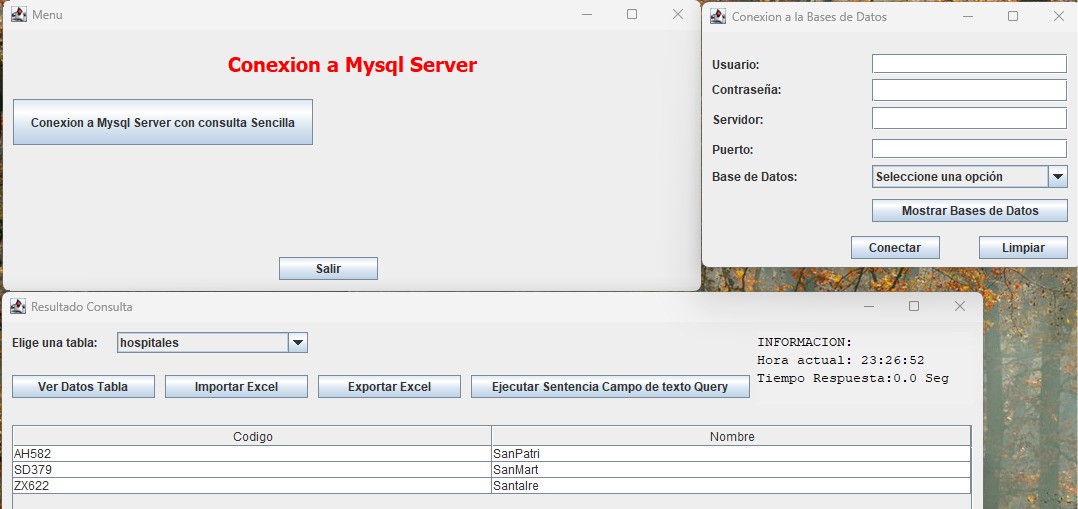 Menu
Conexion a Mysql Server
Conexion a Mysql Server con consulta Sencilla
Salir
Conexion a la Bases de Datos
Usuario:
Contraseña:
Servidor:
Puerto:
Base de Datos: Seleccione una opción
Mostrar Bases de Datos
Conectar Limpiar
Resultado Consulta
Elige una tabla: hospitales
INFORMACION:
Hora actual: 23:26:52
Tiempo Respuesta:0.0 Seg
Ver Datos Tabla Importar Excel Exportar Excel Ejecutar Sentencia Campo de texto Query
Codigo Nombre
AH582 SanPatri
SD379 SanMart
ZX622 Santalre